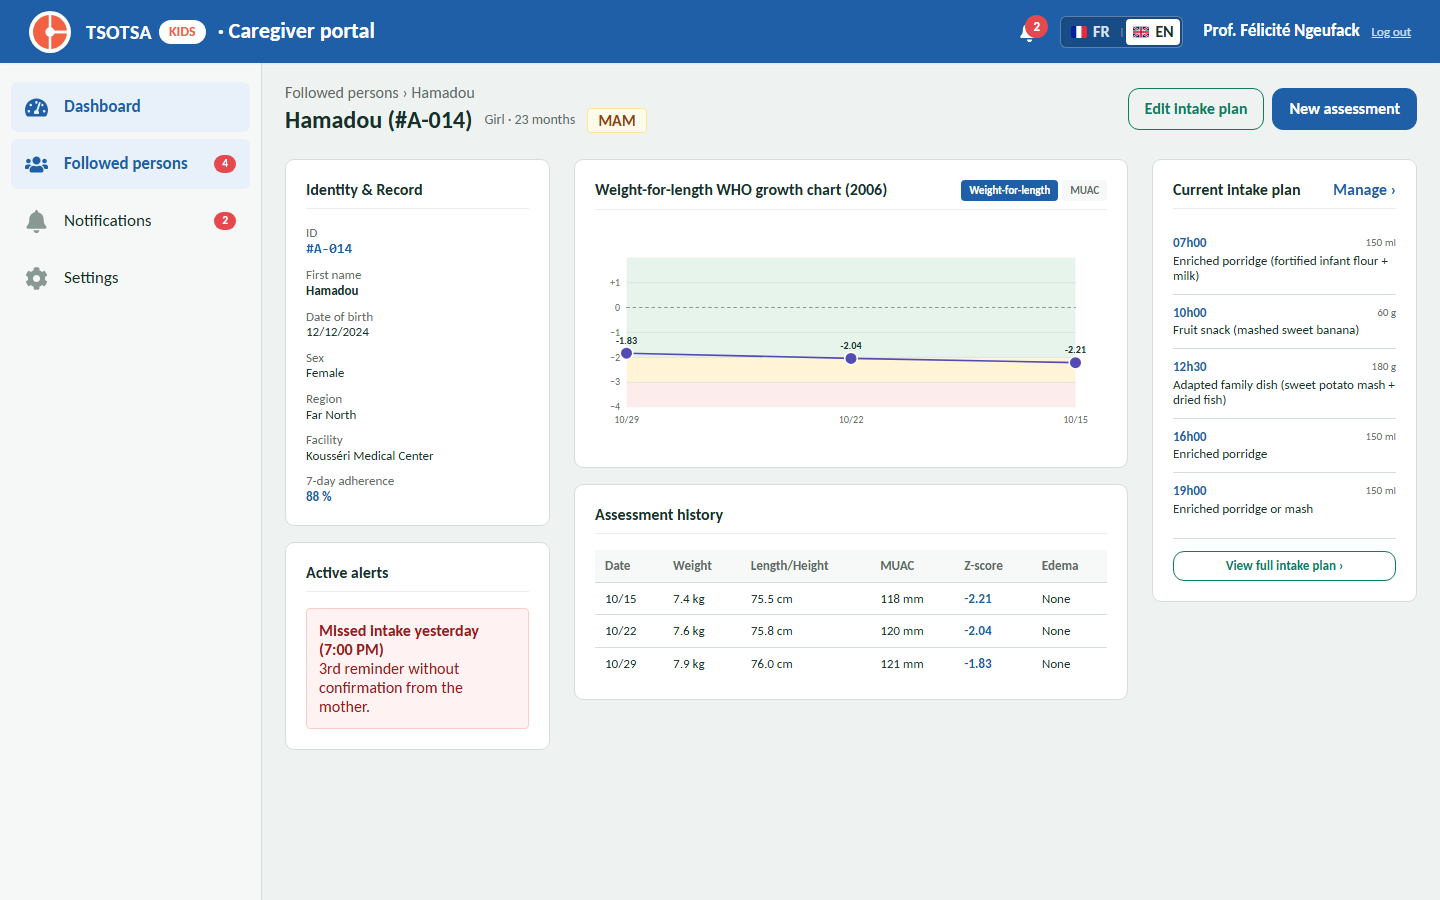 TSOTSA KIDS · Caregiver portal
2
FR
EN
Prof. Félicité Ngeufack
Log out
Dashboard
Followed persons 4
Notifications 2
Settings
Followed persons › Hamadou
Hamadou (#A-014) Girl · 23 months MAM
Edit intake plan
New assessment
Identity & Record
ID
#A-014
First name
Hamadou
Date of birth
12/12/2024
Sex
Female
Region
Far North
Facility
Kousséri Medical Center
7-day adherence
88 %
Active alerts
Missed intake yesterday
(7:00 PM)
3rd reminder without
confirmation from the
mother.
Weight-for-length WHO growth chart (2006)
Weight-for-length
MUAC
+1
0
−1
−2
−3
−4
-1.83
-2.04
-2.21
10/29
10/22
10/15
Assessment history
Date Weight Length/Height MUAC Z-score Edema
10/15 7.4 kg 75.5 cm 118 mm -2.21 None
10/22 7.6 kg 75.8 cm 120 mm -2.04 None
10/29 7.9 kg 76.0 cm 121 mm -1.83 None
Current intake plan Manage ›
07h00 150 ml
Enriched porridge (fortified infant flour +
milk)
10h00 60 g
Fruit snack (mashed sweet banana)
12h30 180 g
Adapted family dish (sweet potato mash +
dried fish)
16h00 150 ml
Enriched porridge
19h00 150 ml
Enriched porridge or mash
View full intake plan ›